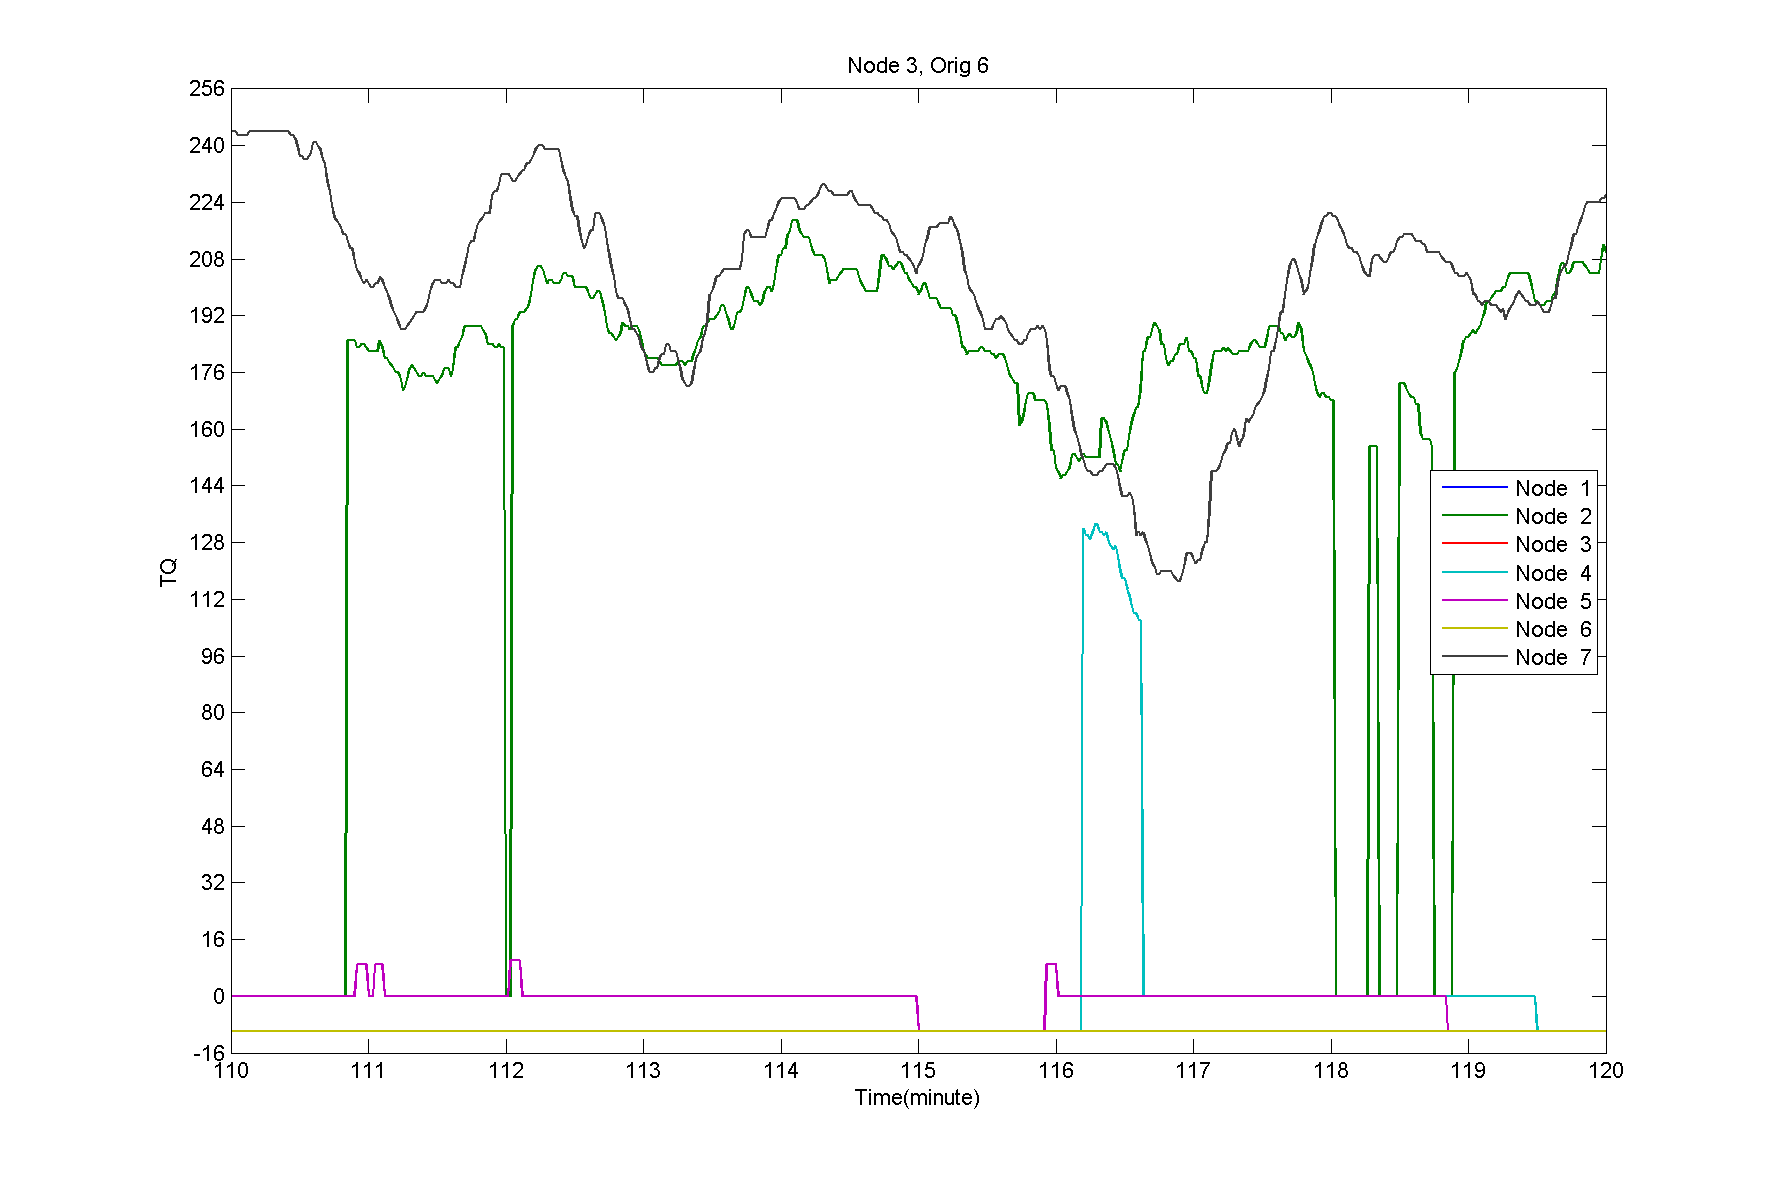 Node 3, Orig 6
256
240
224
208
192
176
160
144
128
112
96
80
64
48
32
16
0
-16
TQ
Node 1
Node 2
Node 3
Node 4
Node 5
Node 6
Node 7
110 111 112 113 114 115 116 117 118 119 120
Time(minute)